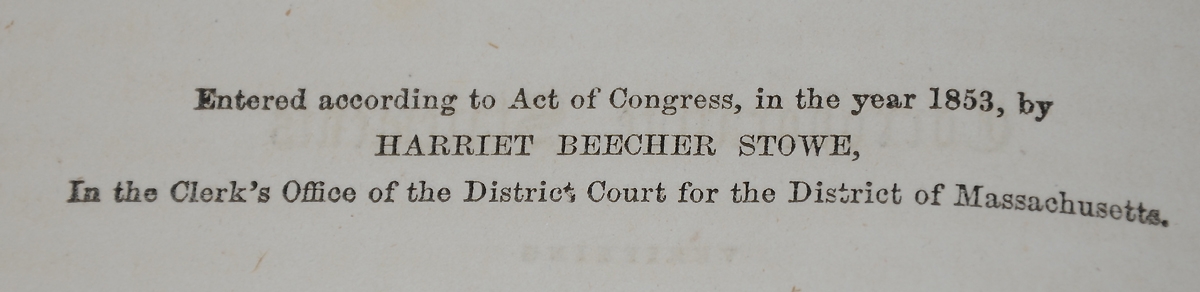 Entered according to Act of Congress, in the year 1853, by
HARRIET BEECHER STOWE,
In the Clerk's Office of the District Court for the District of Massachusetts.